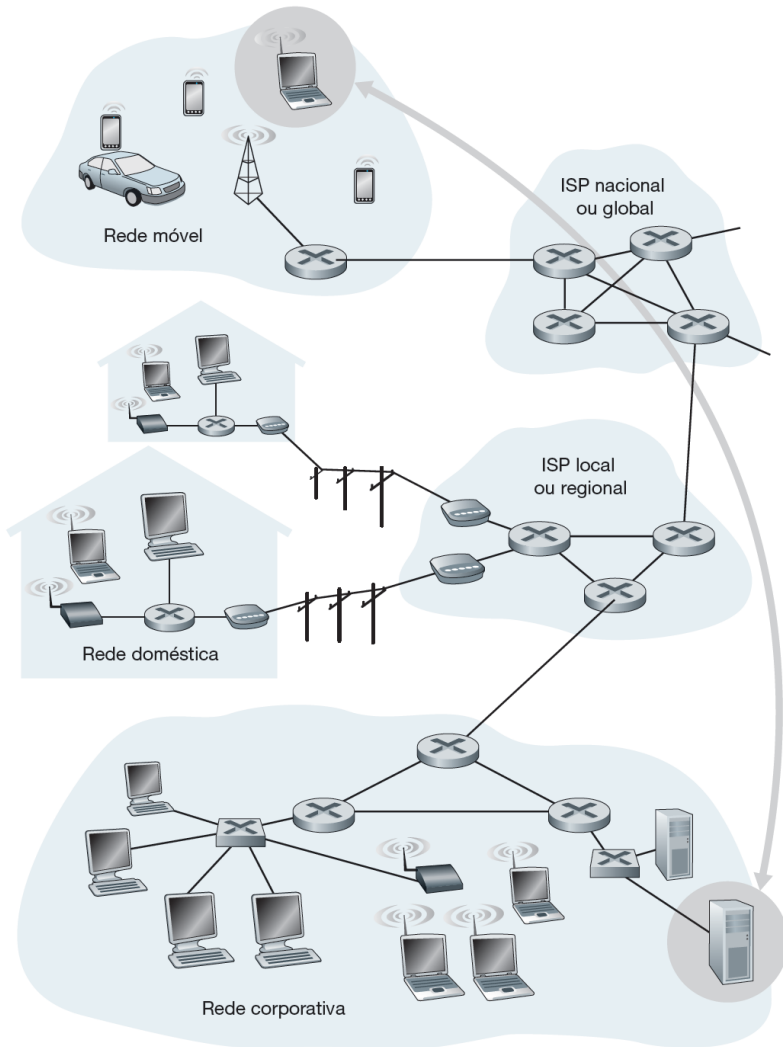 Rede móvel
ISP nacional
ou global
ISP local
ou regional
Rede doméstica
Rede corporativa